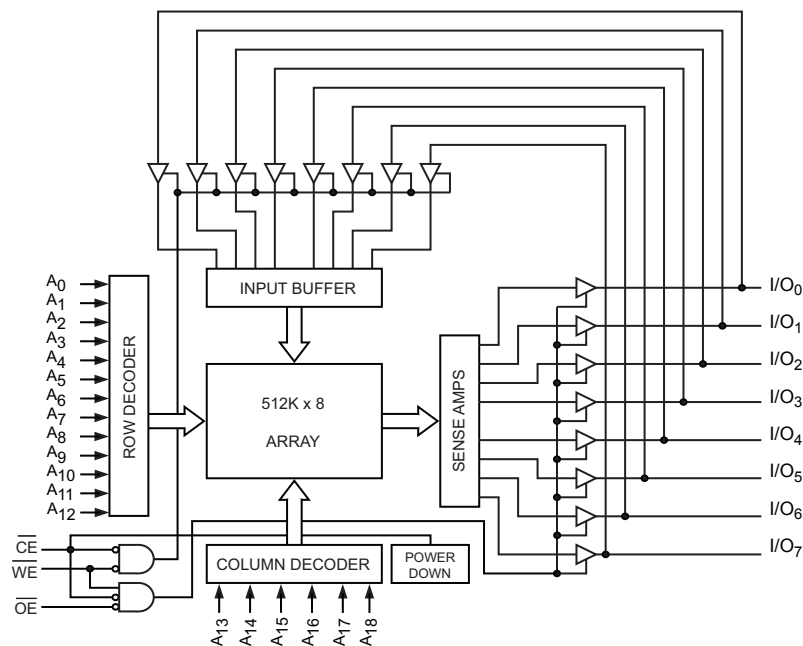 INPUT BUFFER
A0
A1
A2
A3
A4
A5
A6
A7
A8
A9
A10
A11
A12
ROW DECODER
512K x 8
ARRAY
SENSE AMPS
I/O0
I/O1
I/O2
I/O3
I/O4
I/O5
I/O6
I/O7
CE
WE
OE
COLUMN DECODER
POWER
DOWN
A13
A14
A15
A16
A17
A18